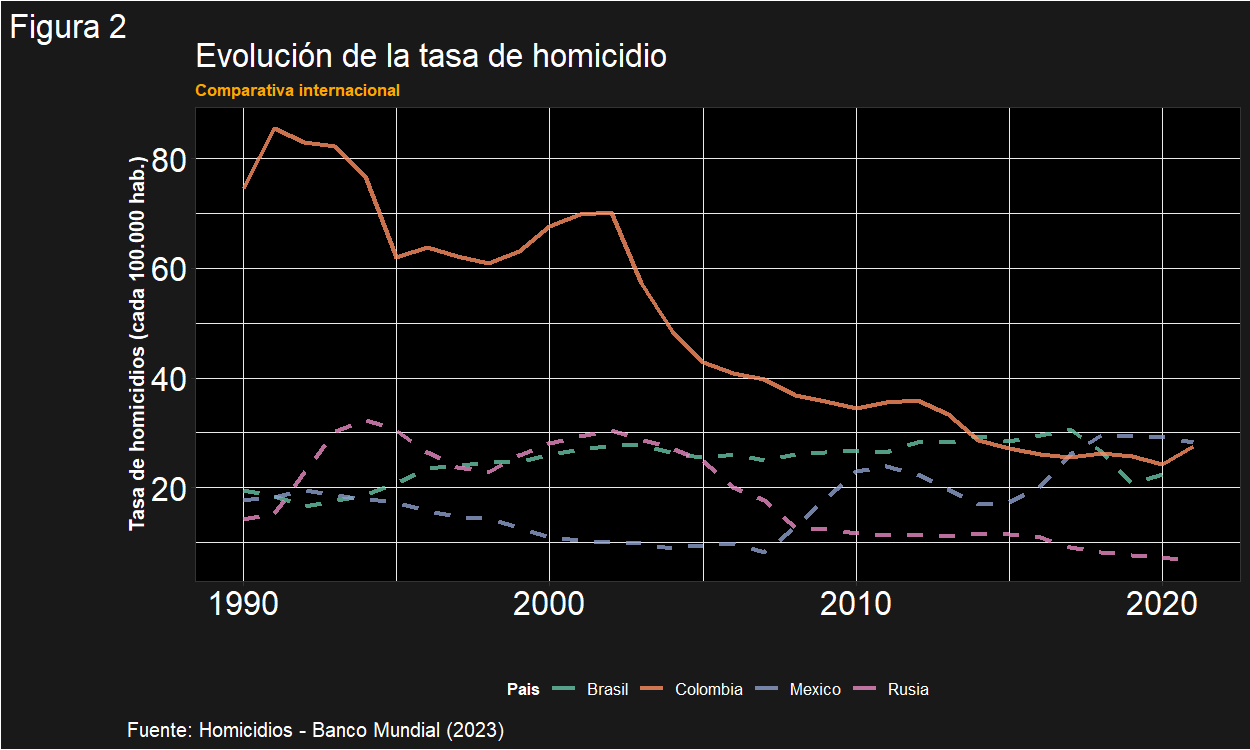 Figura 2
Evolución de la tasa de homicidio
Comparativa internacional
Tasa de homicidios (cada 100.000 hab.)
80
60
40
20
1990 2000 2010 2020
Pais Brasil Colombia Mexico Rusia
Fuente: Homicidios - Banco Mundial (2023)